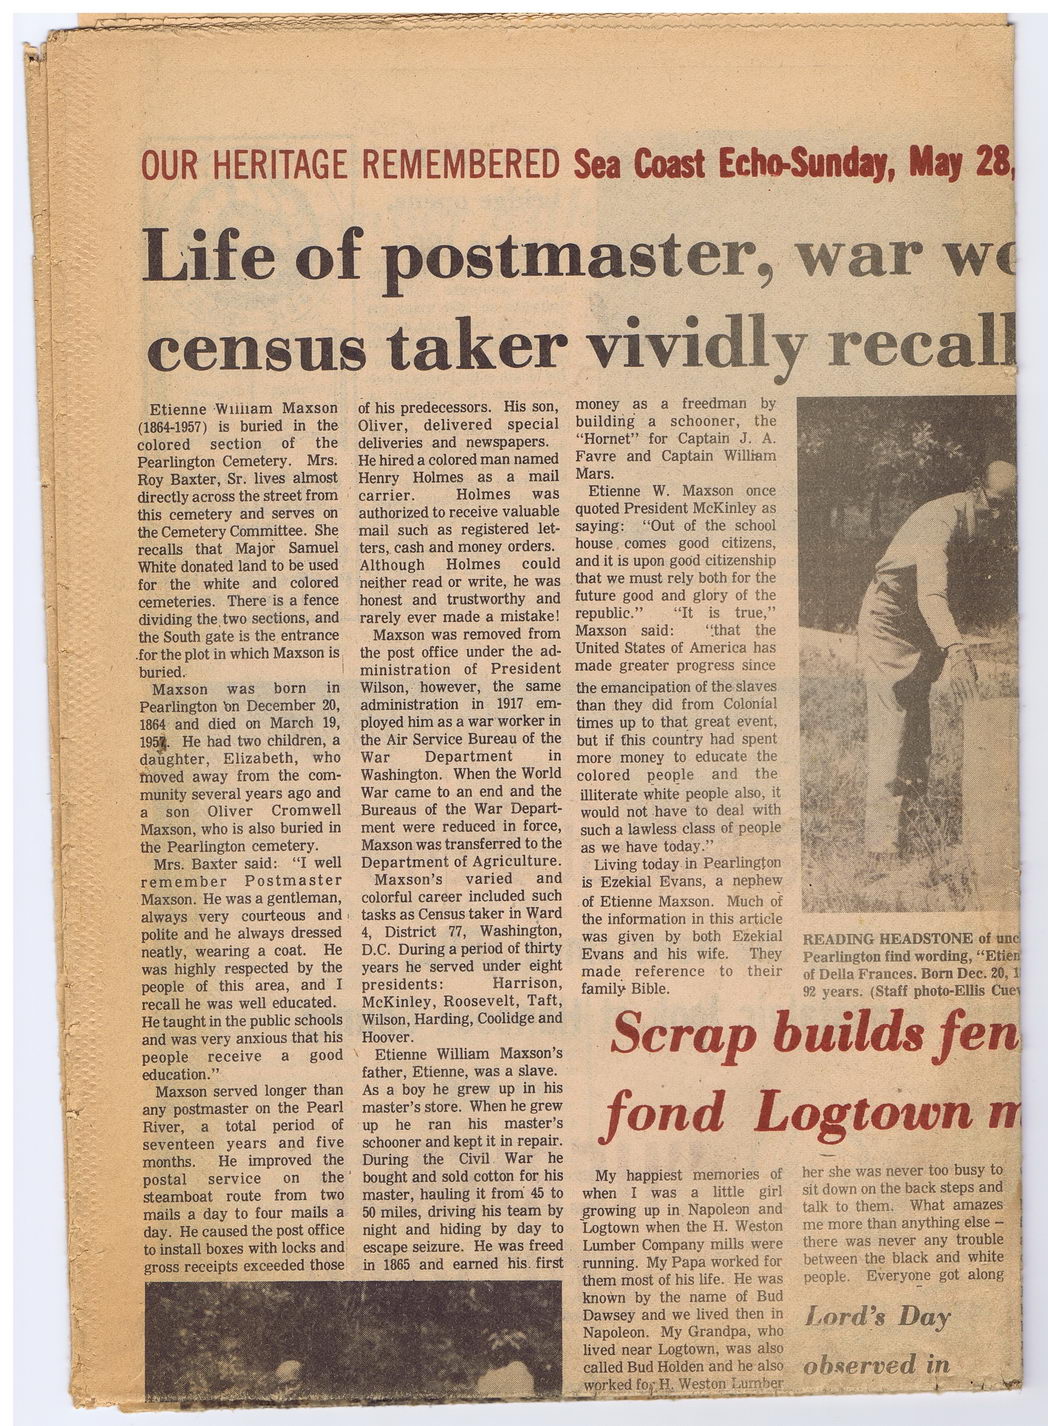 OUR HERITAGE REMEMBERED Sea Coast Echo-Sunday, May 28,
Life of postmaster, war wo
census taker vividly recall
Etienne William Maxson
(1864-1957) is buried in the
colored section of the
Pearlington Cemetery. Mrs.
Roy Baxter, Sr. lives almost
directly across the street from
this cemetery and serves on
the Cemetery Committee. She
recalls that Major Samuel
White donated land to be used
for the white and colored
cemeteries. There is a fence
dividing the two sections, and
the South gate is the entrance
for the plot in which Maxson is
buried.
Maxson was born in
Pearlington on December 20,
1864 and died on March 19,
1957. He had two children, a
daughter, Elizabeth, who
moved away from the com-
munity several years ago and
a son Oliver Cromwell
Maxson, who is also buried in
the Pearlington cemetery.
Mrs. Baxter said: "I well
remember Postmaster
Maxson. He was a gentleman,
always very courteous and
polite and he always dressed
neatly, wearing a coat. He
was highly respected by the
people of this area, and I
recall he was well educated.
He taught in the public schools
and was very anxious that his
people receive a good
education."
Maxson served longer than
any postmaster on the Pearl
River, a total period of
seventeen years and five
months. He improved the
postal service on the
steamboat route from two
mails a day to four mails a
day. He caused the post office
to install boxes with locks and
gross receipts exceeded those
of his predecessors. His son,
Oliver, delivered special
deliveries and newspapers.
He hired a colored man named
Henry Holmes as a mail
carrier. Holmes was
authorized to receive valuable
mail such as registered let-
ters, cash and money orders.
Although Holmes could
neither read or write, he was
honest and trustworthy and
rarely ever made a mistake!
Maxson was removed from
the post office under the ad-
ministration of President
Wilson, however, the same
administration in 1917 em-
ployed him as a war worker in
the Air Service Bureau of the
War Department in
Washington. When the World
War came to an end and the
Bureaus of the War Depart-
ment were reduced in force,
Maxson was transferred to the
Department of Agriculture.
Maxson's varied and
colorful career included such
tasks as Census taker in Ward
4, District 77, Washington,
D.C. During a period of thirty
years he served under eight
presidents: Harrison,
McKinley, Roosevelt, Taft,
Wilson, Harding, Coolidge and
Hoover.
Etienne William Maxson's
father, Etienne, was a slave.
As a boy he grew up in his
master's store. When he grew
up he ran his master's
schooner and kept it in repair.
During the Civil War he
bought and sold cotton for his
master, hauling it from 45 to
50 miles, driving his team by
night and hiding by day to
escape seizure. He was freed
in 1865 and earned his first
money as a freedman by
building a schooner, the
"Hornet" for Captain J. A.
Favre and Captain William
Mars.
Etienne W. Maxson once
quoted President McKinley as
saying: "Out of the school
house comes good citizens,
and it is upon good citizenship
that we must rely both for the
future good and glory of the
republic." "It is true,"
Maxson said: "that the
United States of America has
made greater progress since
the emancipation of the slaves
than they did from Colonial
times up to that great event,
but if this country had spent
more money to educate the
colored people and the
illiterate white people also, it
would not have to deal with
such a lawless class of people
as we have today."
Living today in Pearlington
is Ezekial Evans, a nephew
of Etienne Maxson. Much of
the information in this article
was given by both Ezekial
Evans and his wife. They
made reference to their
family Bible.
READING HEADSTONE of unc
Pearlington find wording, "Etien
of Della Frances. Born Dec. 20, 1
92 years. (Staff photo-Ellis Cuev
Scrap builds fen
fond Logtown m
My happiest memories of
when I was a little girl
growing up in Napoleon and
Logtown when the H. Weston
Lumber Company mills were
running. My Papa worked for
them most of his life. He was
known by the name of Bud
Dawsey and we lived then in
Napoleon. My Grandpa, who
lived near Logtown, was also
called Bud Holden and he also
worked for H. Weston Lumber
her she was never too busy to
sit down on the back steps and
talk to them. What amazes
me more than anything else –
there was never any trouble
between the black and white
people. Everyone got along
Lord's Day
observed in